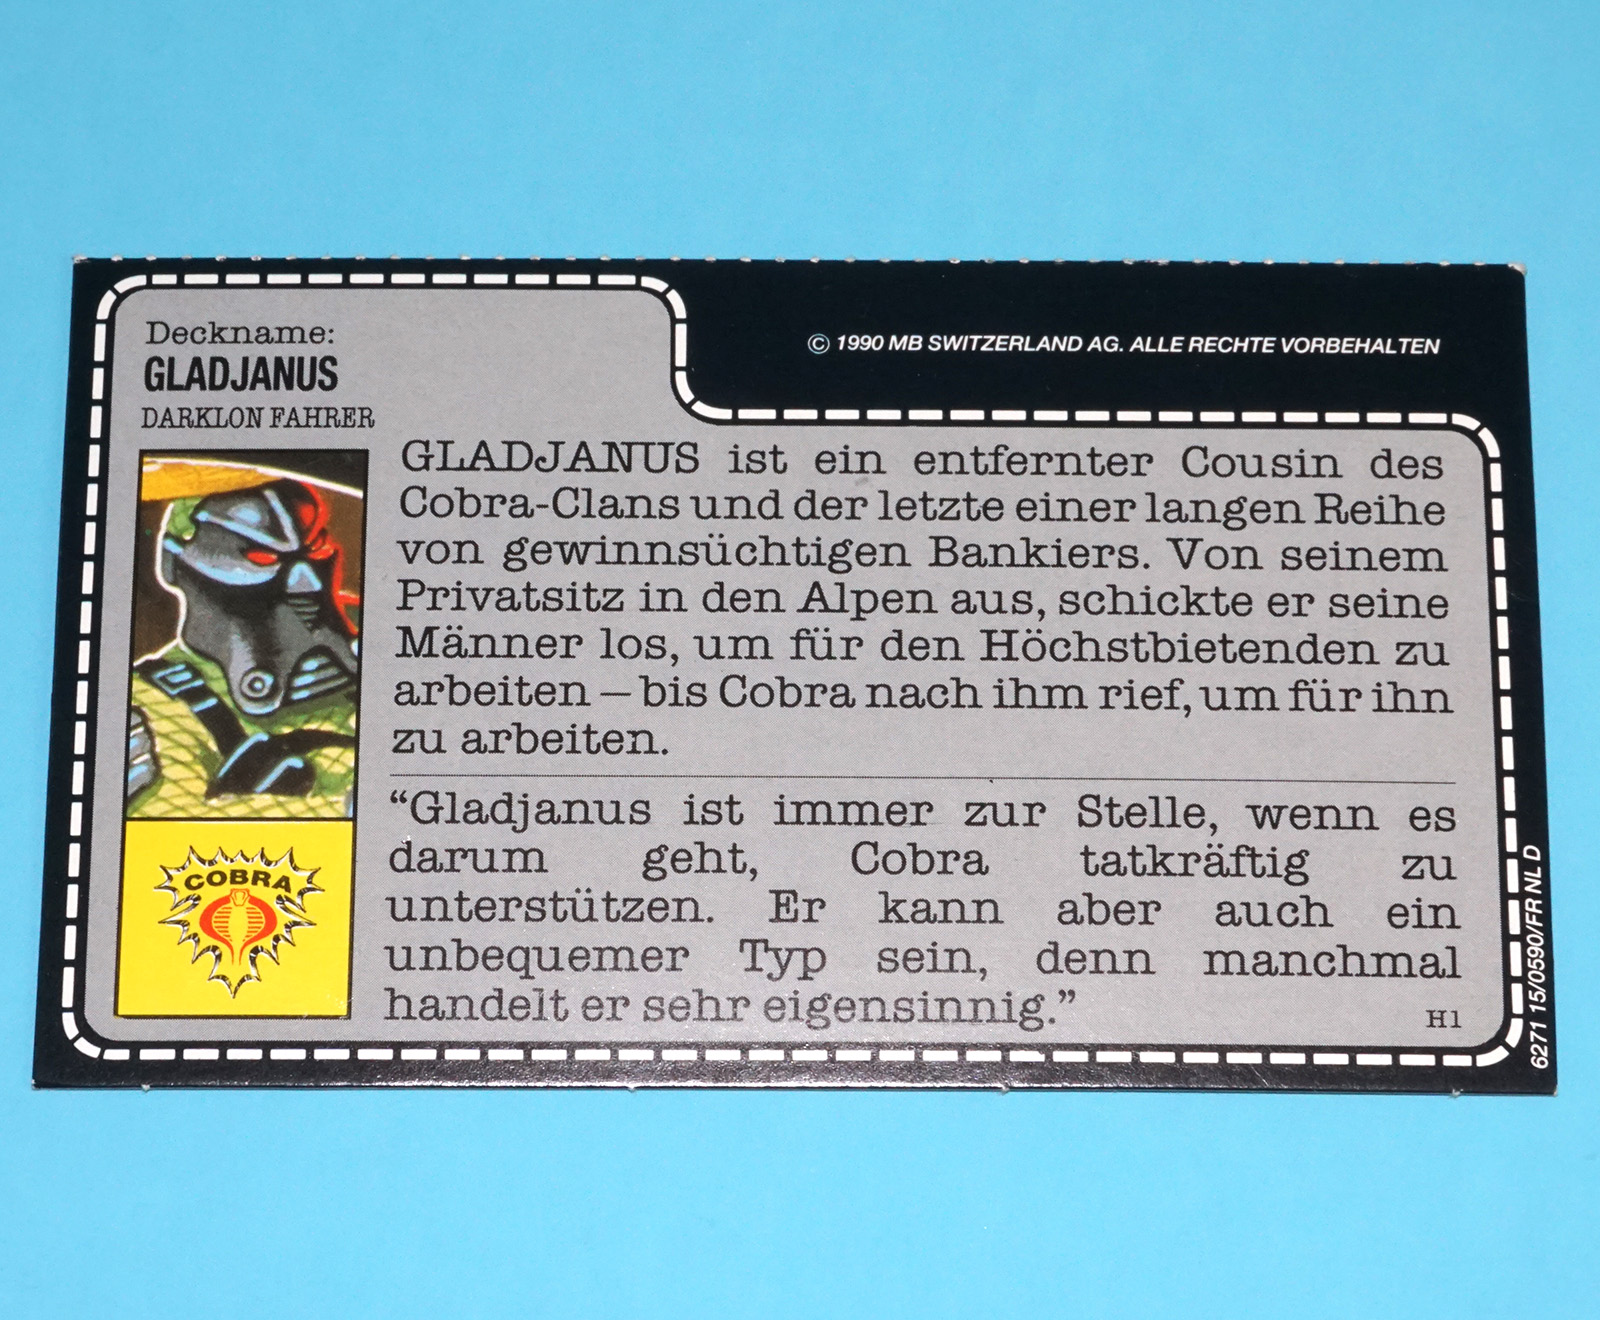 Deckname:
GLADJANUS
DARKLON FAHRER
© 1990 MB SWITZERLAND AG. ALLE RECHTE VORBEHALTEN
GLADJANUS ist ein entfernter Cousin des
Cobra-Clans und der letzte einer langen Reihe
von gewinnsüchtigen Bankiers. Von seinem
Privatsitz in den Alpen aus, schickte er seine
Männer los, um für den Höchstbietenden zu
arbeiten – bis Cobra nach ihm rief, um für ihn
zu arbeiten.
“Gladjanus ist immer zur Stelle, wenn es
darum geht, Cobra tatkräftig zu
unterstützen. Er kann aber auch ein
unbequemer Typ sein, denn manchmal
handelt er sehr eigensinnig.”
H1
COBRA
6271 15/0590/FR NL D